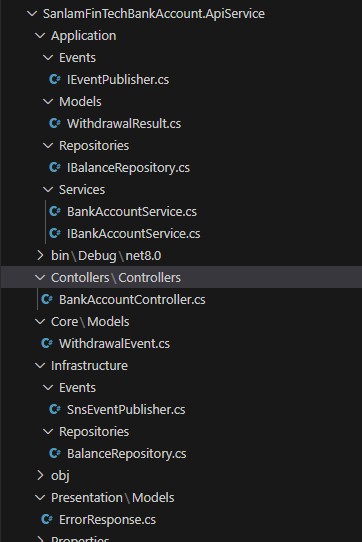 SanlamFinTechBankAccount.ApiService
Application
Events
C# IEventPublisher.cs
Models
C# WithdrawalResult.cs
Repositories
C# IBalanceRepository.cs
Services
C# BankAccountService.cs
C# IBankAccountService.cs
bin\Debug\net8.0
Contollers\Controllers
C# BankAccountController.cs
Core\Models
C# WithdrawalEvent.cs
Infrastructure
Events
C# SnsEventPublisher.cs
Repositories
C# BalanceRepository.cs
obj
Presentation\Models
C# ErrorResponse.cs
Properties